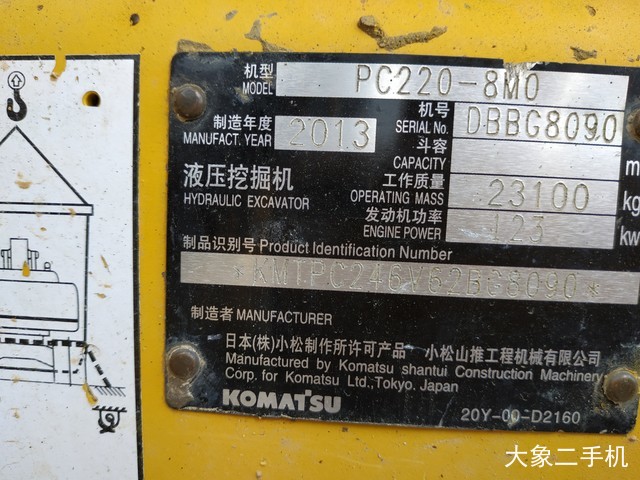 机型 MODEL PC220-8M0
机号 SERIAL No. DBBG8090
制造年度 MANUFACT. YEAR 2013
斗容 CAPACITY m
液压挖掘机
HYDRAULIC EXCAVATOR
工作质量 OPERATING MASS 23100 kg
发动机功率 ENGINE POWER 123 kw
制品识别号 Product Identification Number
*KMTPC246Y62BG8090*
制造者 MANUFACTURER
日本(株)小松制作所许可产品 小松山推工程机械有限公司
Manufactured by Komatsu shantui Construction Machinery
Corp. for Komatsu Ltd.,Tokyo. Japan
KOMATSU
20Y-00-D2160
大象二手机